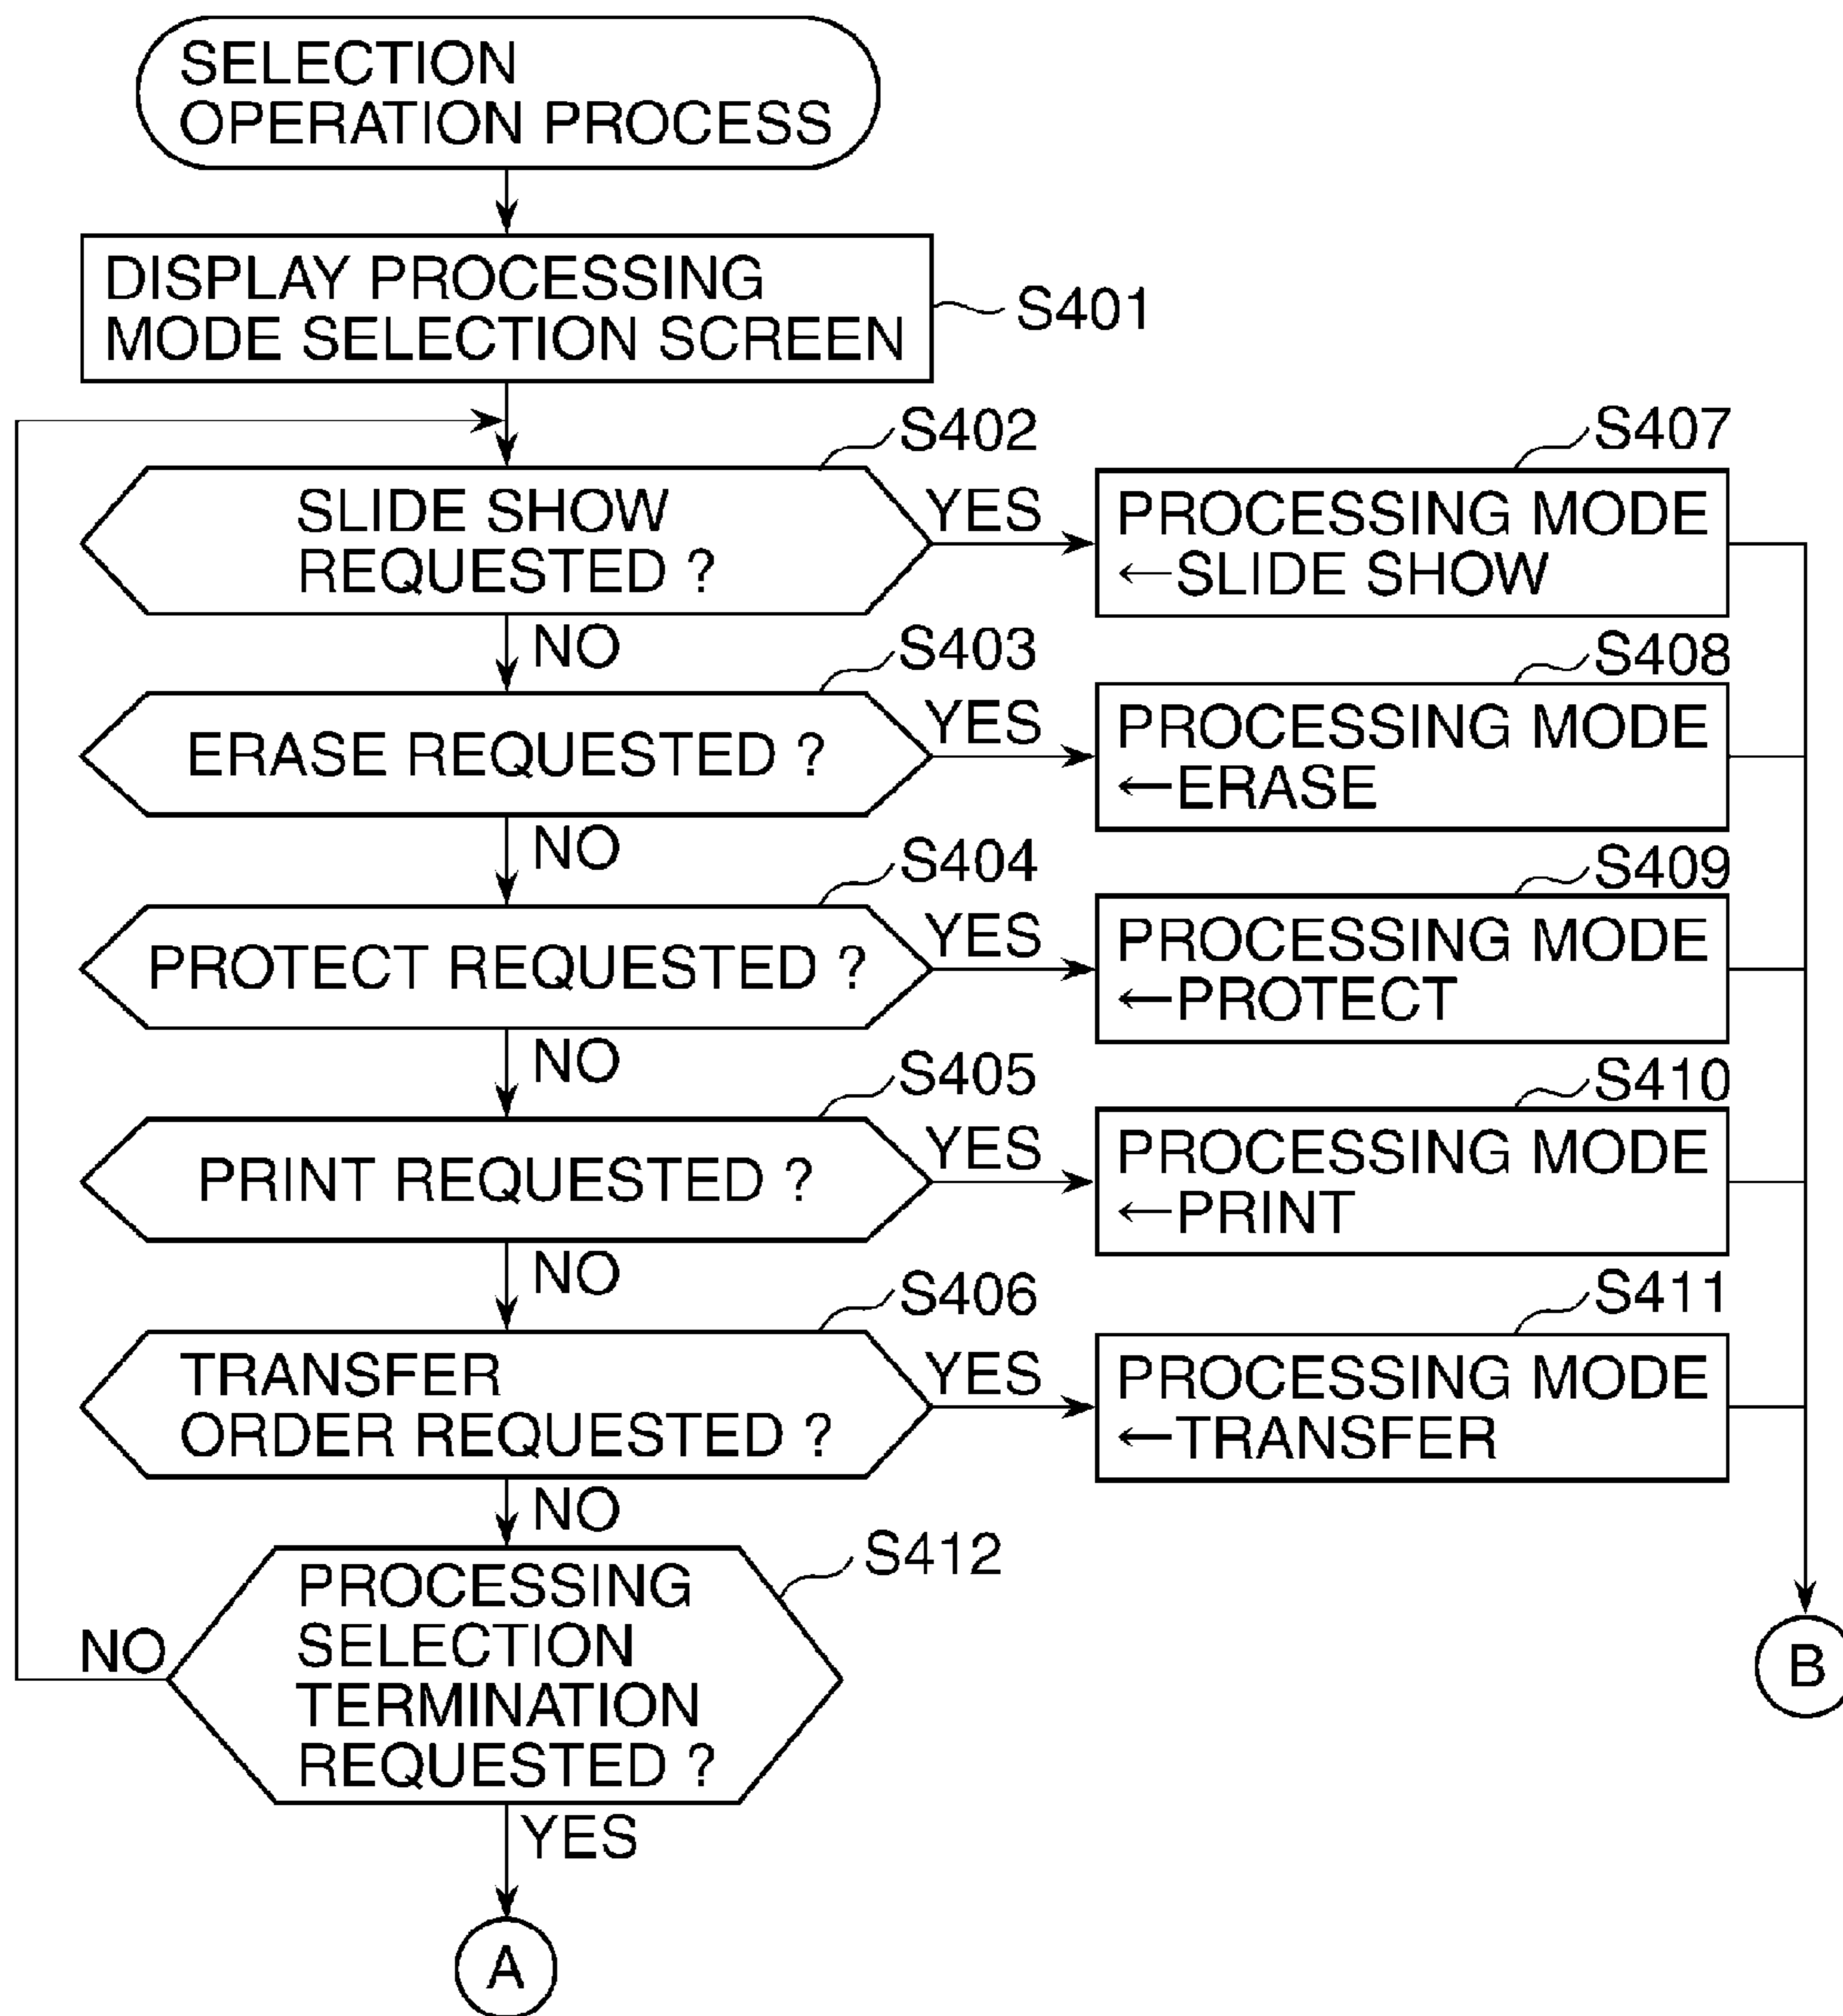 SELECTION
OPERATION PROCESS
DISPLAY PROCESSING
MODE SELECTION SCREEN
S401
S402
SLIDE SHOW
REQUESTED ?
YES
S407
PROCESSING MODE
←SLIDE SHOW
NO
S403
ERASE REQUESTED ?
YES
S408
PROCESSING MODE
←ERASE
NO
S404
PROTECT REQUESTED ?
YES
S409
PROCESSING MODE
←PROTECT
NO
S405
PRINT REQUESTED ?
YES
S410
PROCESSING MODE
←PRINT
NO
S406
TRANSFER
ORDER REQUESTED ?
YES
S411
PROCESSING MODE
←TRANSFER
NO
S412
PROCESSING
SELECTION
TERMINATION
REQUESTED ?
NO
B
YES
A